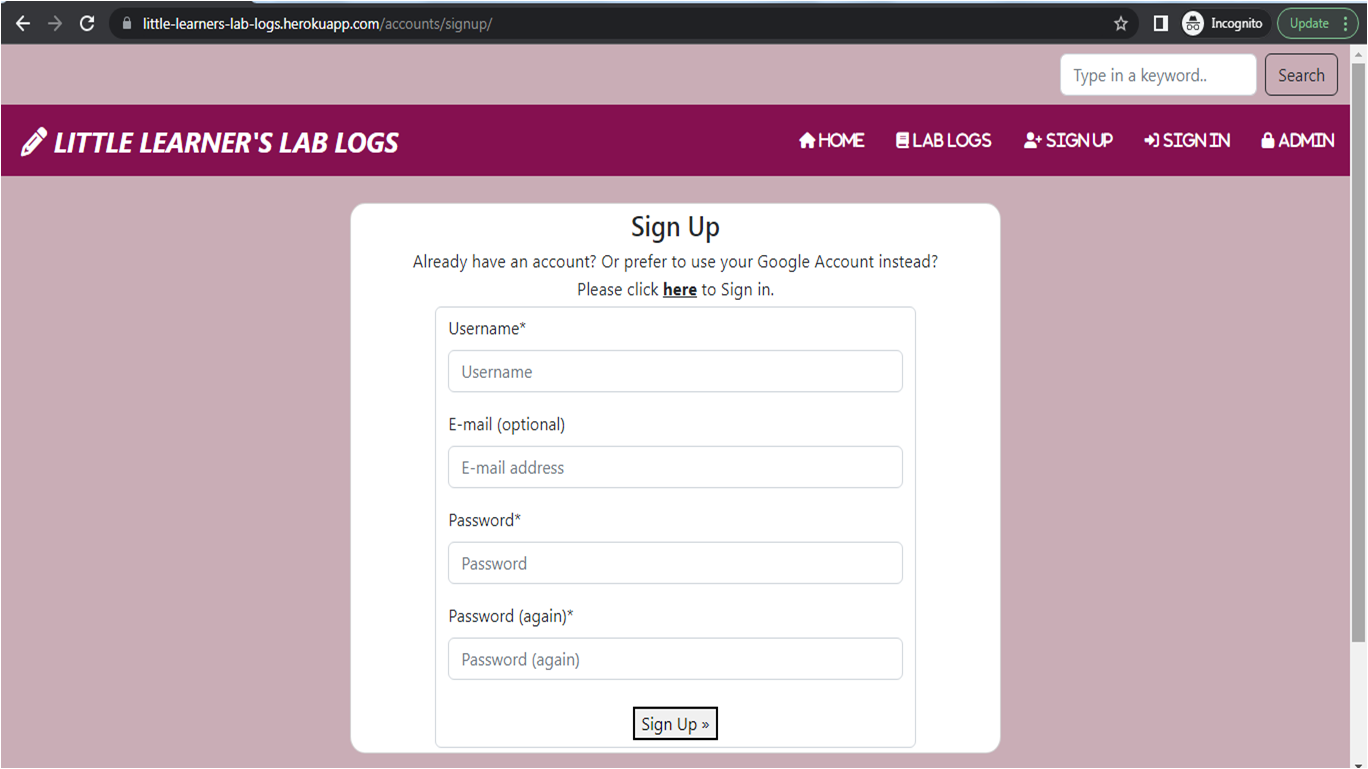 little-learners-lab-logs.herokuapp.com/accounts/signup/
Incognito
Update
Type in a keyword..
Search
LITTLE LEARNER'S LAB LOGS
HOME
LAB LOGS
SIGN UP
SIGN IN
ADMIN
Sign Up
Already have an account? Or prefer to use your Google Account instead?
Please click here to Sign in.
Username*
Username
E-mail (optional)
E-mail address
Password*
Password
Password (again)*
Password (again)
Sign Up »